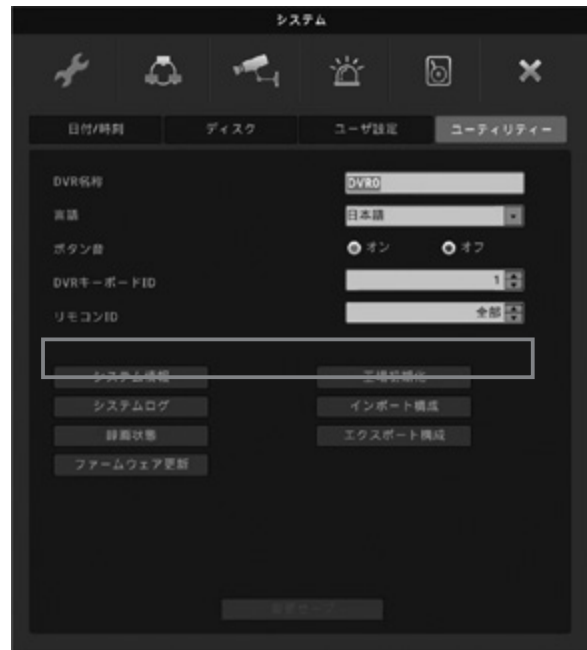 システム
日付/時刻 ディスク ユーザ設定 ユーティリティー
DVR名称 DVR0
言語 日本語
ボタン音 オン オフ
DVRキーボードID 1
リモコンID 全部
システム情報 工場初期化
システムログ インポート構成
録画状態 エクスポート構成
ファームウェア更新